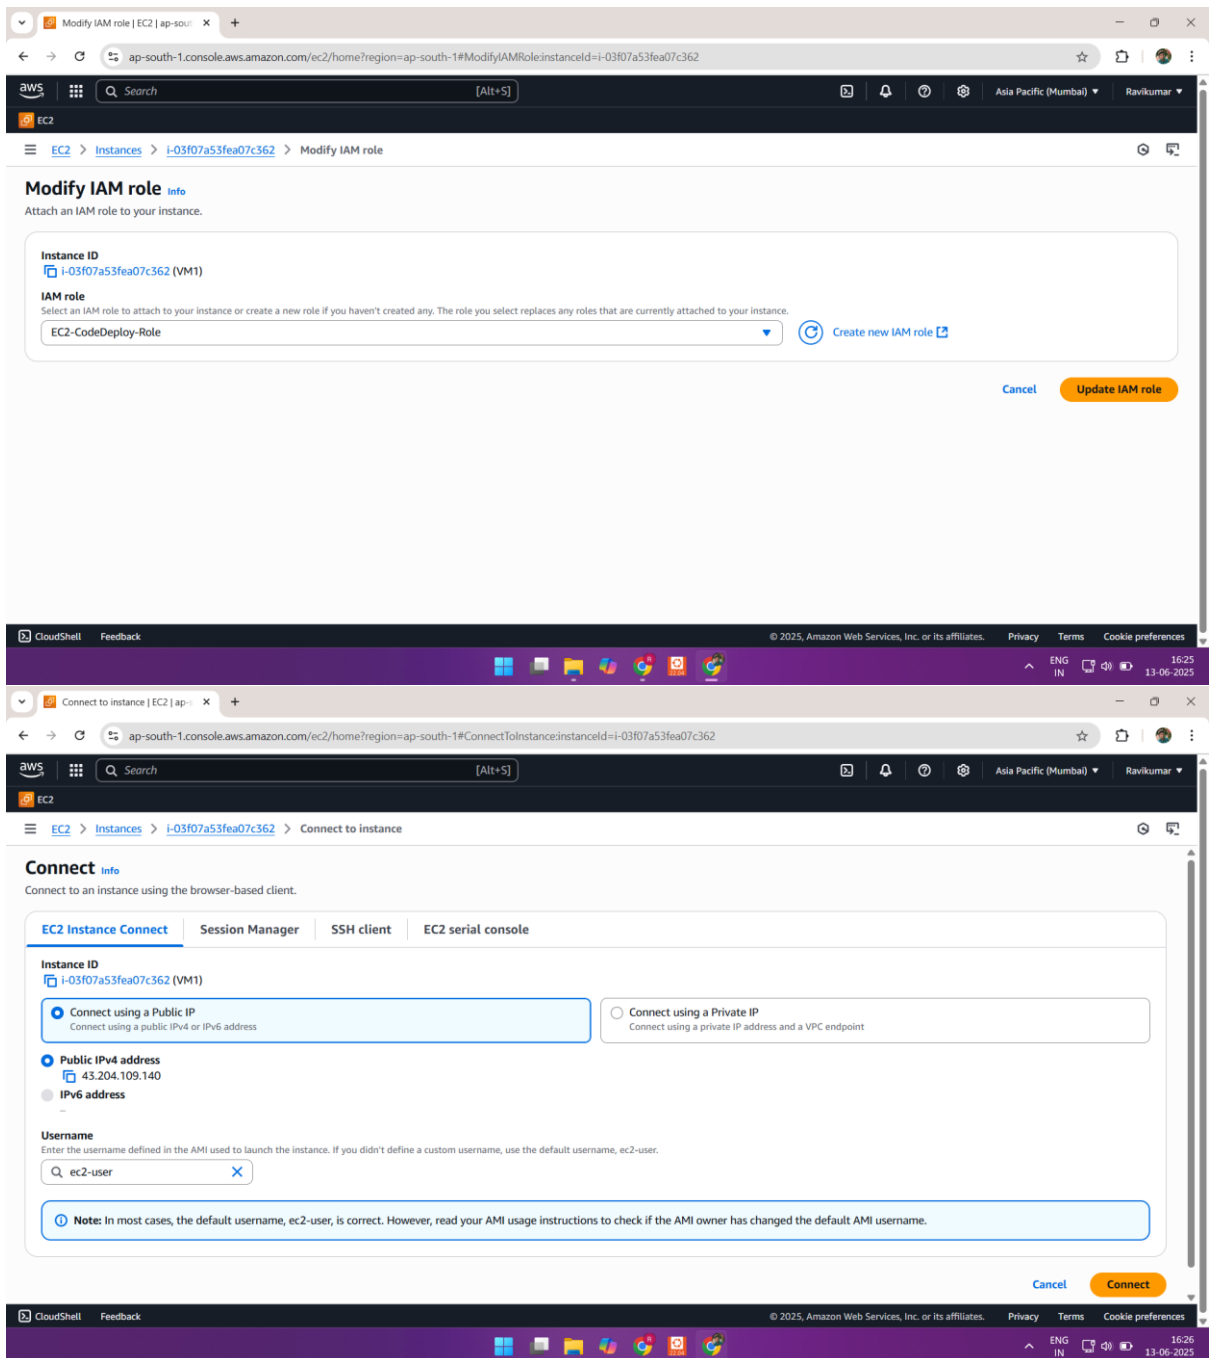 Modify IAM role | EC2 | ap-sout
ap-south-1.console.aws.amazon.com/ec2/home?region=ap-south-1#ModifyIAMRole:instanceId=i-03f07a53fea07c362
aws
Search
[Alt+S]
Asia Pacific (Mumbai)
Ravikumar
EC2
EC2 > Instances > i-03f07a53fea07c362 > Modify IAM role
Modify IAM role Info
Attach an IAM role to your instance.
Instance ID
i-03f07a53fea07c362 (VM1)
IAM role
Select an IAM role to attach to your instance or create a new role if you haven't created any. The role you select replaces any roles that are currently attached to your instance.
EC2-CodeDeploy-Role
Create new IAM role
Cancel
Update IAM role
CloudShell Feedback
© 2025, Amazon Web Services, Inc. or its affiliates. Privacy Terms Cookie preferences
ENG 16:25
IN 13-06-2025
Connect to instance | EC2 | ap-s
ap-south-1.console.aws.amazon.com/ec2/home?region=ap-south-1#ConnectToInstance:instanceId=i-03f07a53fea07c362
aws
Search
[Alt+S]
Asia Pacific (Mumbai)
Ravikumar
EC2
EC2 > Instances > i-03f07a53fea07c362 > Connect to instance
Connect Info
Connect to an instance using the browser-based client.
EC2 Instance Connect
Session Manager
SSH client
EC2 serial console
Instance ID
i-03f07a53fea07c362 (VM1)
Connect using a Public IP
Connect using a public IPv4 or IPv6 address
Connect using a Private IP
Connect using a private IP address and a VPC endpoint
Public IPv4 address
43.204.109.140
IPv6 address
–
Username
Enter the username defined in the AMI used to launch the instance. If you didn't define a custom username, use the default username, ec2-user.
ec2-user
Note: In most cases, the default username, ec2-user, is correct. However, read your AMI usage instructions to check if the AMI owner has changed the default AMI username.
Cancel
Connect
CloudShell Feedback
© 2025, Amazon Web Services, Inc. or its affiliates. Privacy Terms Cookie preferences
ENG 16:26
IN 13-06-2025